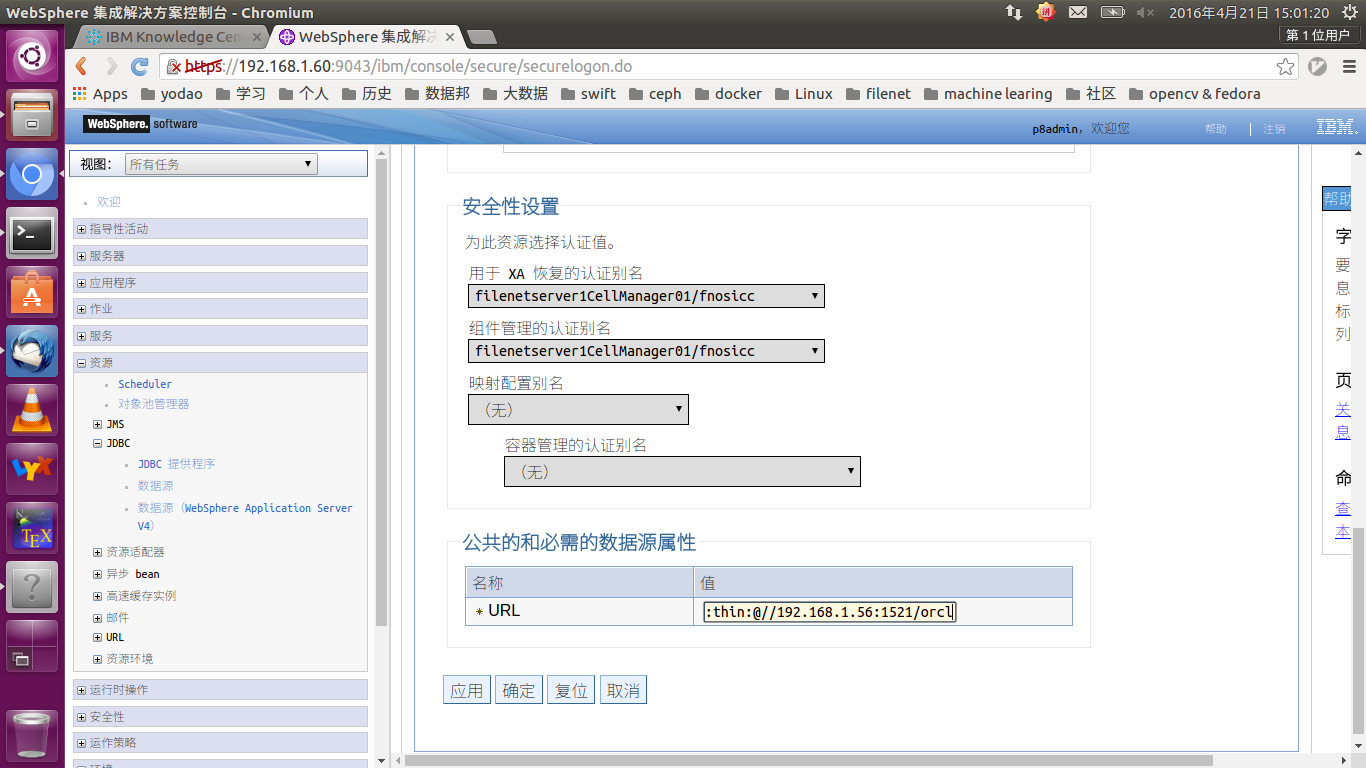 WebSphere 集成解决方案控制台 - Chromium
2016年4月21日 15:01:20
IBM Knowledge Cen
WebSphere 集成解决
第 1 位用户
https://192.168.1.60:9043/ibm/console/secure/securelogon.do
Apps yodao 学习 个人 历史 数据邦 大数据 swift ceph docker Linux filenet machine learing 社区 opencv & fedora
WebSphere. software
p8admin，欢迎您 帮助 | 注销 IBM.
视图： 所有任务
欢迎
指导性活动
服务器
应用程序
作业
服务
资源
Scheduler
对象池管理器
JMS
JDBC
JDBC 提供程序
数据源
数据源（WebSphere Application Server
V4）
资源适配器
异步 bean
高速缓存实例
邮件
URL
资源环境
运行时操作
安全性
运作策略
环境
安全性设置
为此资源选择认证值。
用于 XA 恢复的认证别名
filenetserver1CellManager01/fnosicc
组件管理的认证别名
filenetserver1CellManager01/fnosicc
映射配置别名
（无）
容器管理的认证别名
（无）
公共的和必需的数据源属性
名称 值
* URL :thin:@//192.168.1.56:1521/orcl
应用 确定 复位 取消
帮助
字
要
息
标
列
页
关
息
命
查
本